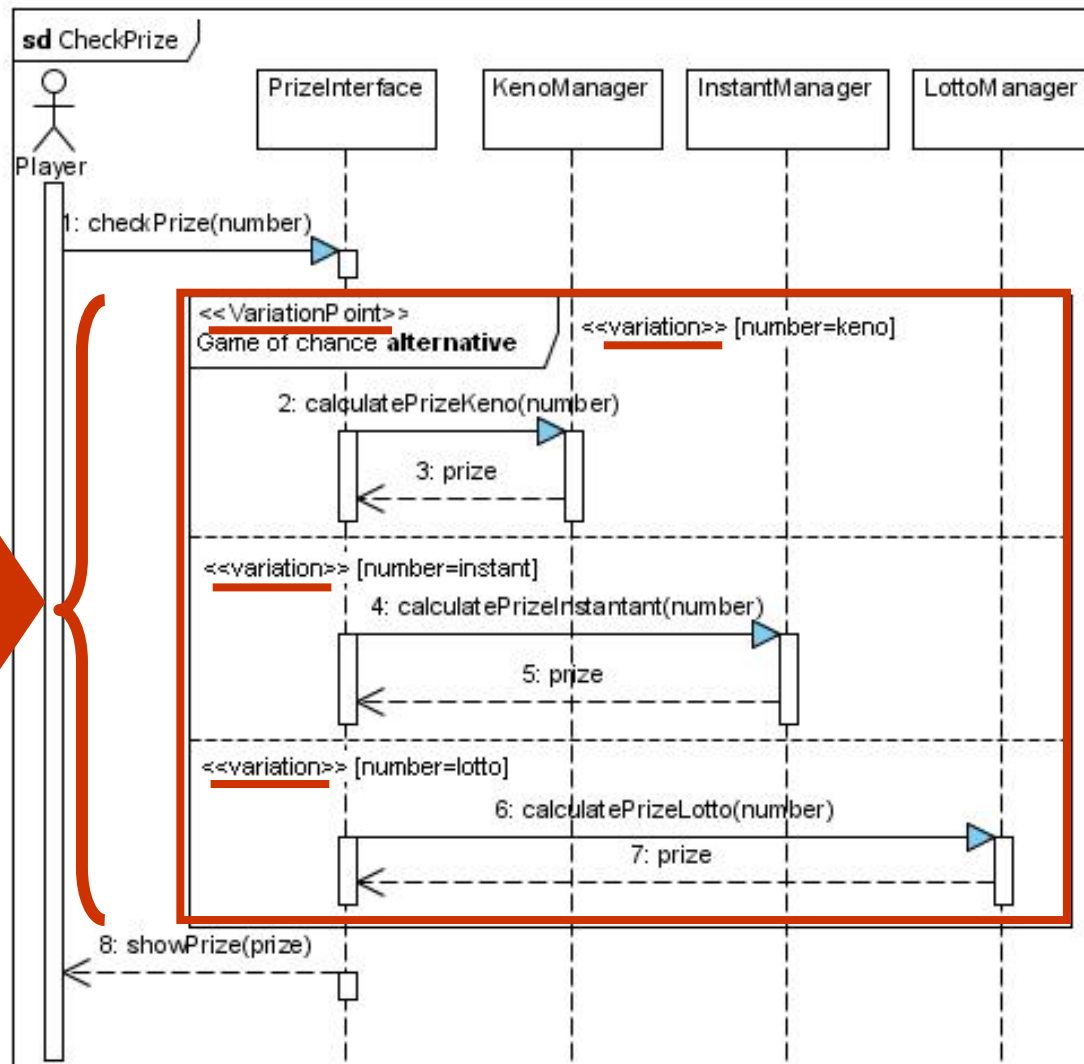 sd CheckPrize
PrizeInterface
KenoManager
InstantManager
LottoManager
Player
1: checkPrize(number)
<<VariationPoint>>
Game of chance alternative
<<variation>> [number=keno]
2: calculatePrizeKeno(number)
3: prize
<<variation>> [number=instant]
4: calculatePrizeInstantant(number)
5: prize
<<variation>> [number=lotto]
6: calculatePrizeLotto(number)
7: prize
8: showPrize(prize)